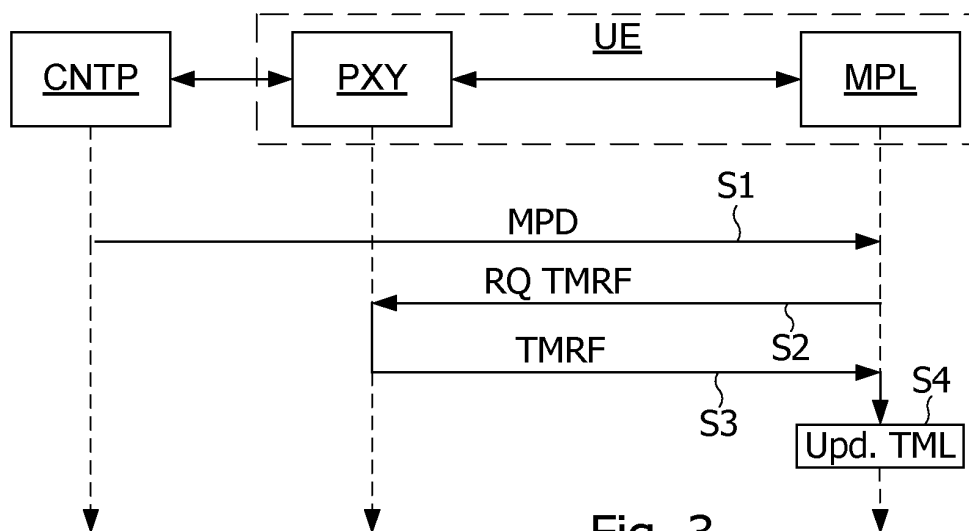 UE
CNTP
PXY
MPL
S1
MPD
RQ TMRF
S2
TMRF
S3
S4
Upd. TML
Fig. 3